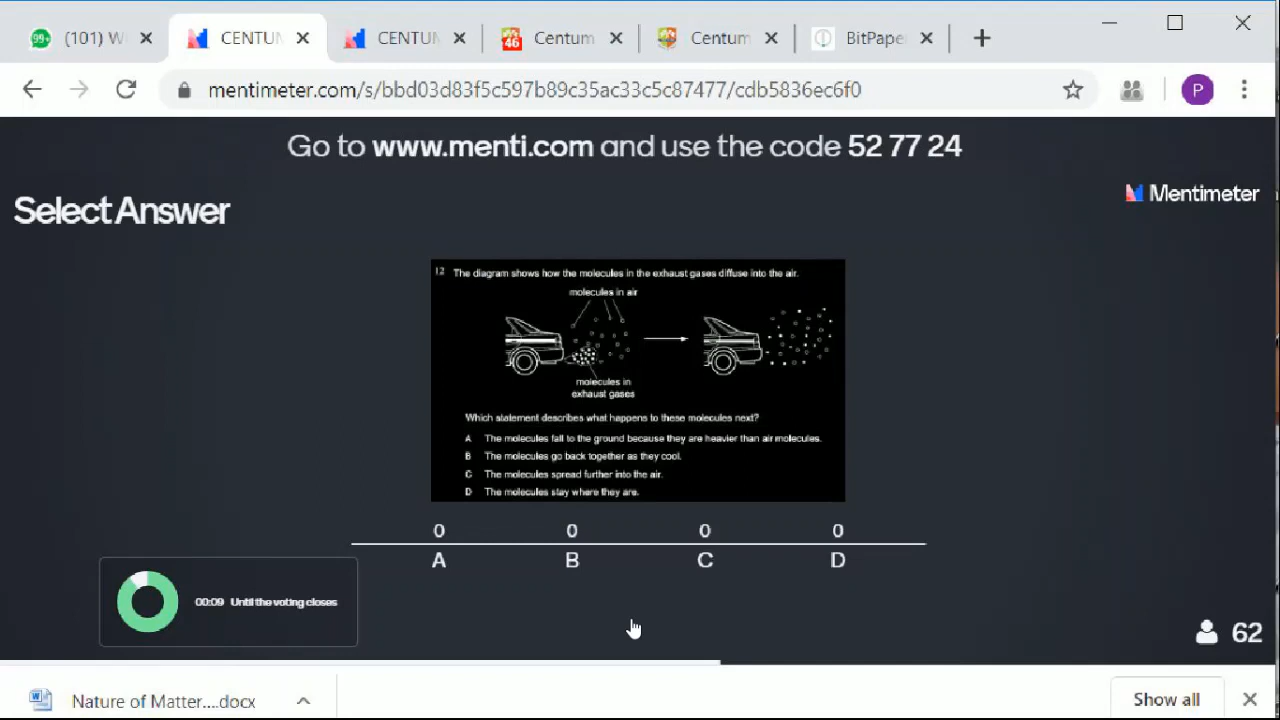 99+ (101) W
CENTUM
CENTUM
46 Centum
Centum
BitPape
mentimeter.com/s/bbd03d83f5c597b89c35ac33c5c87477/cdb5836ec6f0
P
Go to www.menti.com and use the code 52 77 24
Mentimeter
Select Answer
12 The diagram shows how the molecules in the exhaust gases diffuse into the air.
molecules in air
molecules in
exhaust gases
Which statement describes what happens to these molecules next?
A The molecules fall to the ground because they are heavier than air molecules.
B The molecules go back together as they cool.
C The molecules spread further into the air.
D The molecules stay where they are.
0 0 0 0
A B C D
00:09 Until the voting closes
62
Nature of Matter....docx
Show all